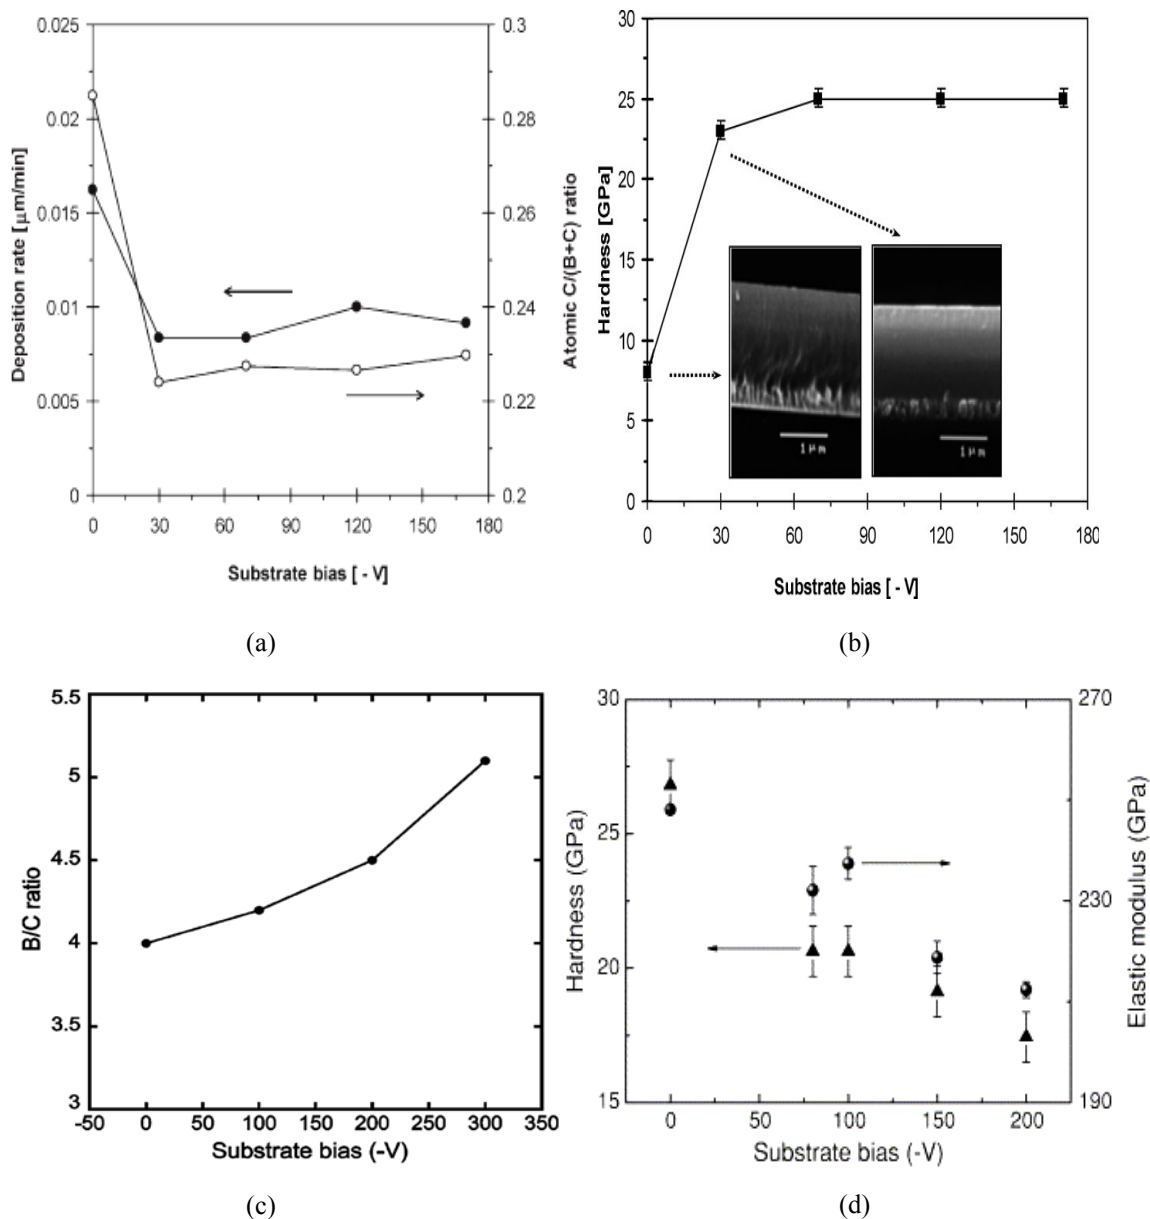 0.025
0.02
0.015
0.01
0.005
0
Deposition rate [μm/min]
0.3
0.28
0.26
0.24
0.22
0.2
Atomic C/(B+C) ratio
0 30 60 90 120 150 180
Substrate bias [ - V]
(a)
30
25
20
15
10
5
0
Hardness [GPa]
1 μm
1 μm
0 30 60 90 120 150 180
Substrate bias [ - V]
(b)
5.5
5
4.5
4
3.5
3
B/C ratio
-50 0 50 100 150 200 250 300 350
Substrate bias (-V)
(c)
30
25
20
15
Hardness (GPa)
270
230
190
Elastic modulus (GPa)
0 50 100 150 200
Substrate bias (-V)
(d)